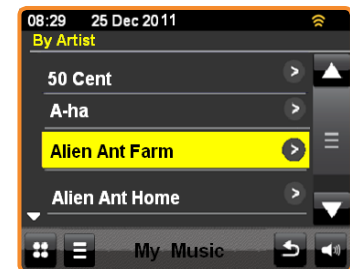 08:29 25 Dec 2011
By Artist
50 Cent
A-ha
Alien Ant Farm
Alien Ant Home
My Music